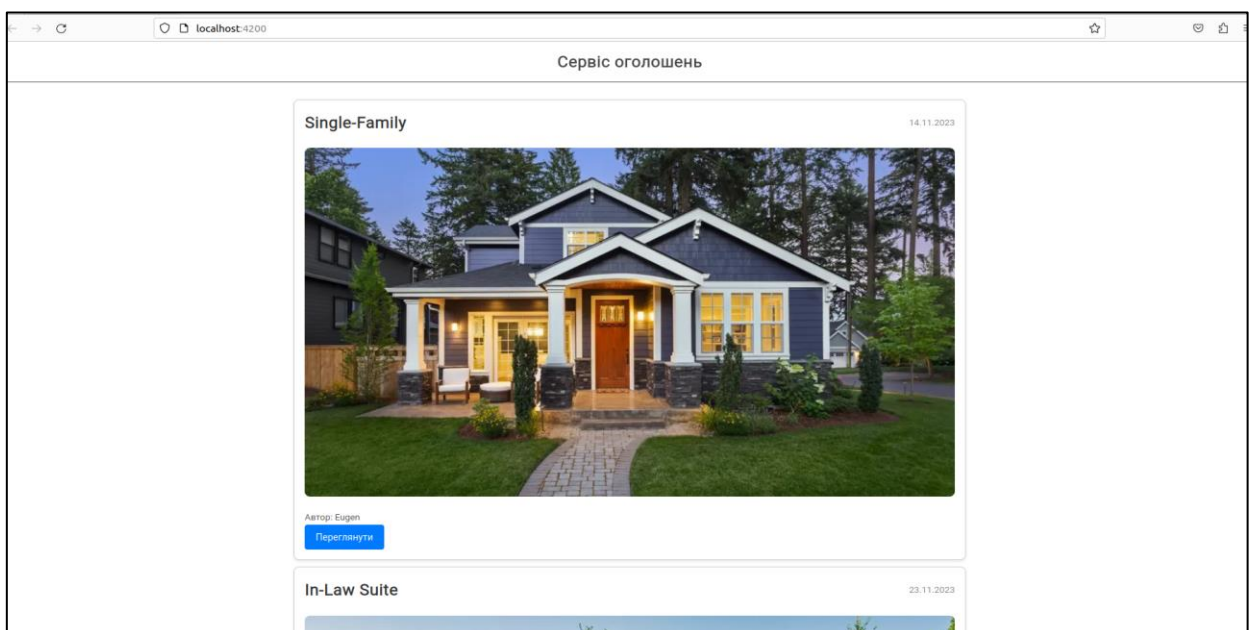 localhost:4200
Сервіс оголошень
Single-Family
14.11.2023
Автор: Eugen
Переглянути
In-Law Suite
23.11.2023